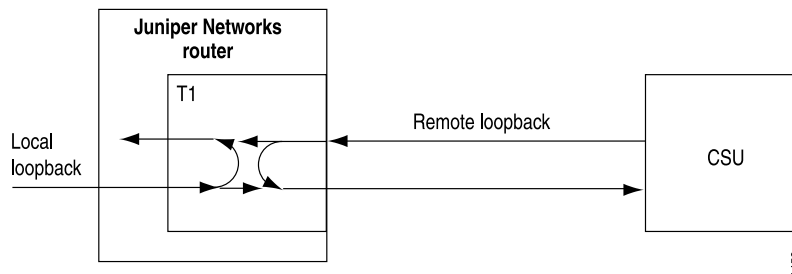 Juniper Networks
router
T1
Local
loopback
Remote loopback
CSU